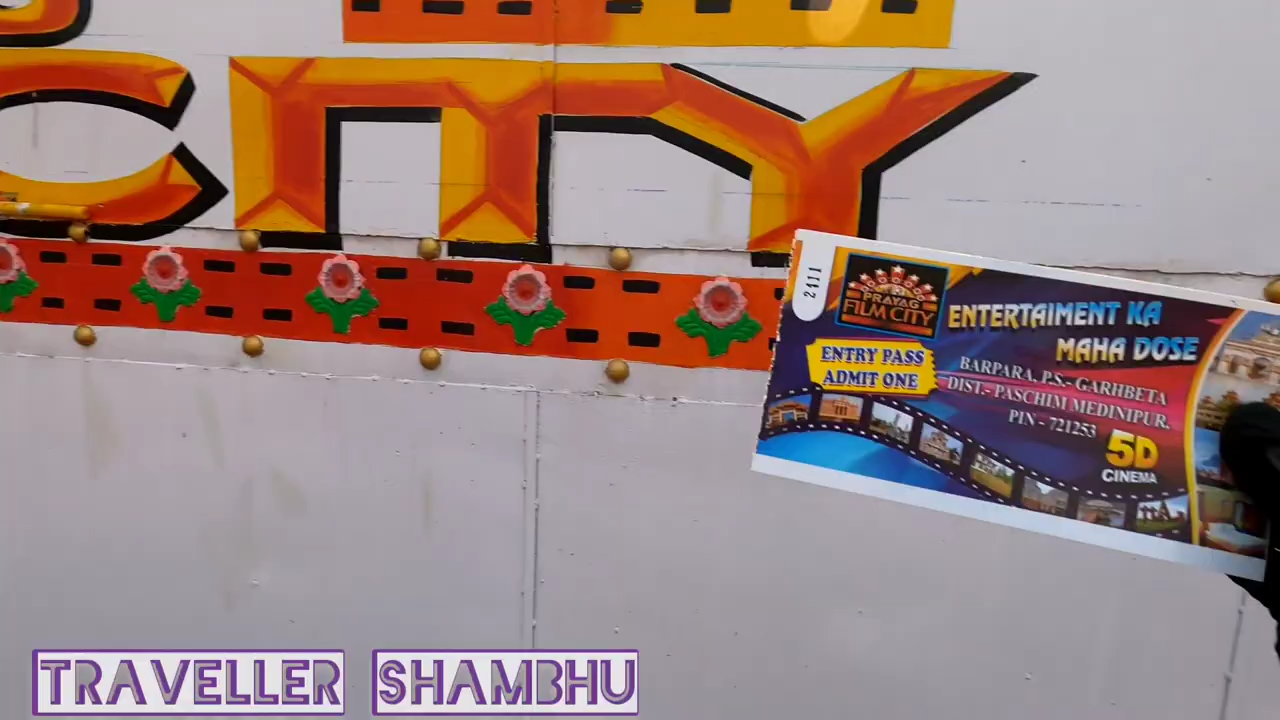 CITY
2411
PRAYAG
FILM CITY
ENTERTAIMENT KA
MAHA DOSE
ENTRY PASS
ADMIT ONE
BARPARA, P.S.- GARHBETA
DIST.- PASCHIM MEDINIPUR.
PIN - 721253
5D
CINEMA
TRAVELLER SHAMBHU